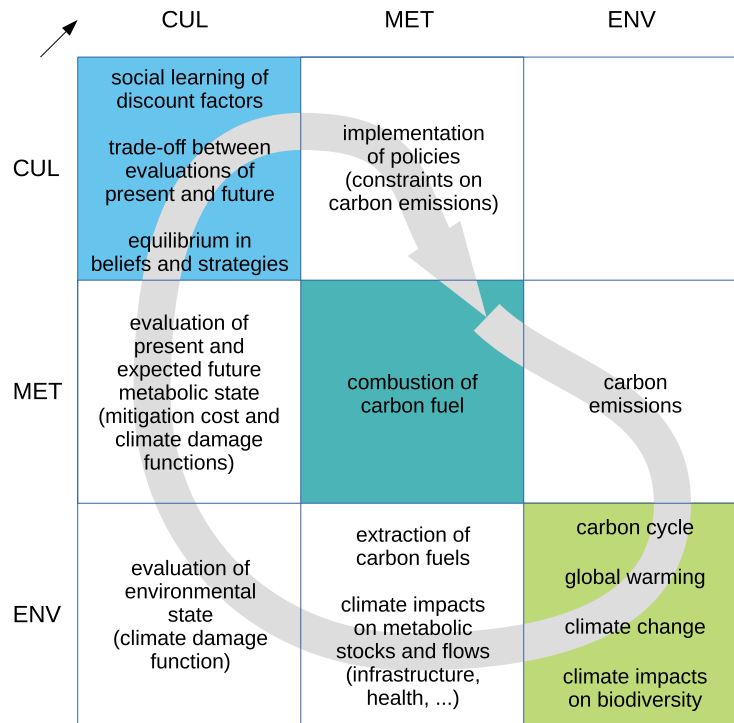 CUL MET ENV
CUL
social learning of
discount factors
trade-off between
evaluations of
present and future
equilibrium in
beliefs and strategies
implementation
of policies
(constraints on
carbon emissions)
MET
evaluation of
present and
expected future
metabolic state
(mitigation cost and
climate damage
functions)
combustion of
carbon fuel
carbon
emissions
ENV
evaluation of
environmental
state
(climate damage
function)
extraction of
carbon fuels
climate impacts
on metabolic
stocks and flows
(infrastructure,
health, ...)
carbon cycle
global warming
climate change
climate impacts
on biodiversity